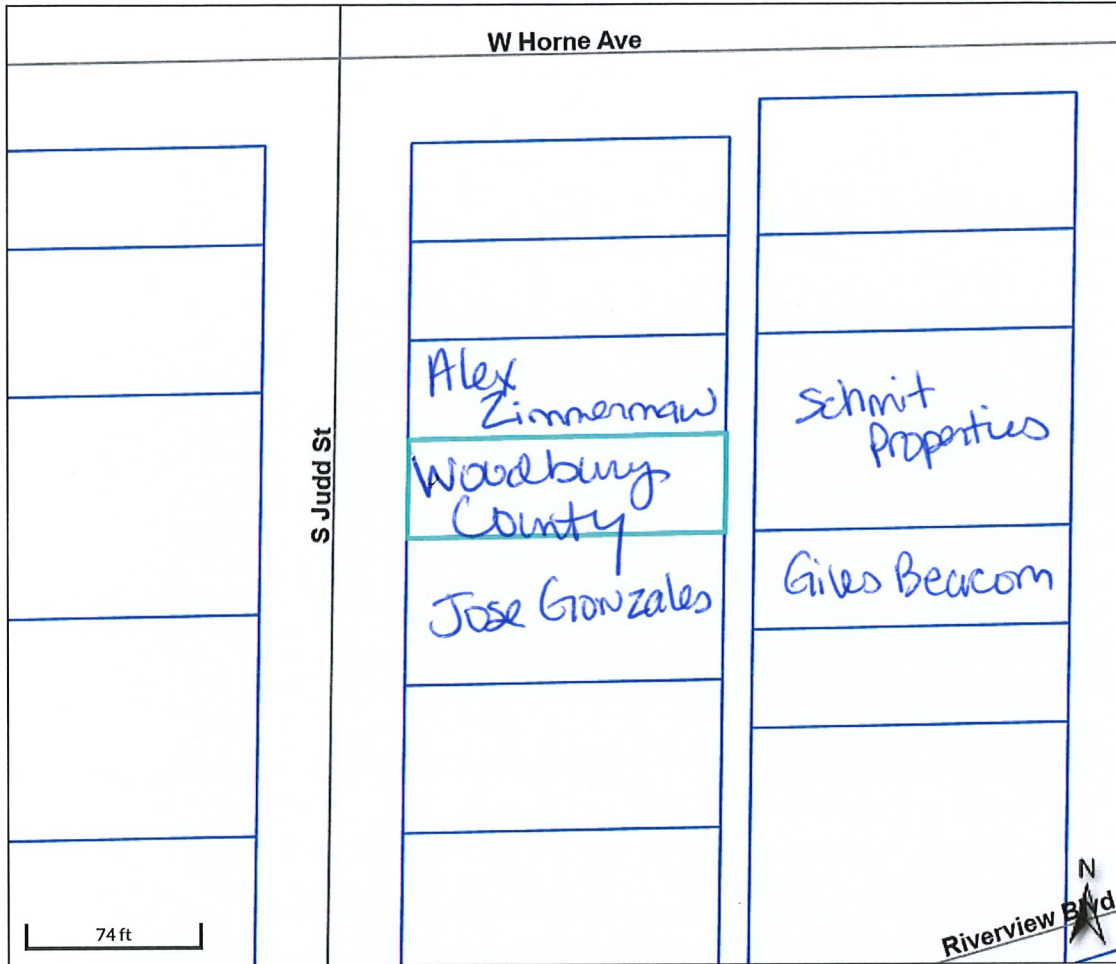 W Horne Ave
S Judd St
Alex
Zimmerman
Woodbury
County
Jose Gonzales
Schmit
Properties
Giles Beacom
74 ft
N
Riverview Blvd